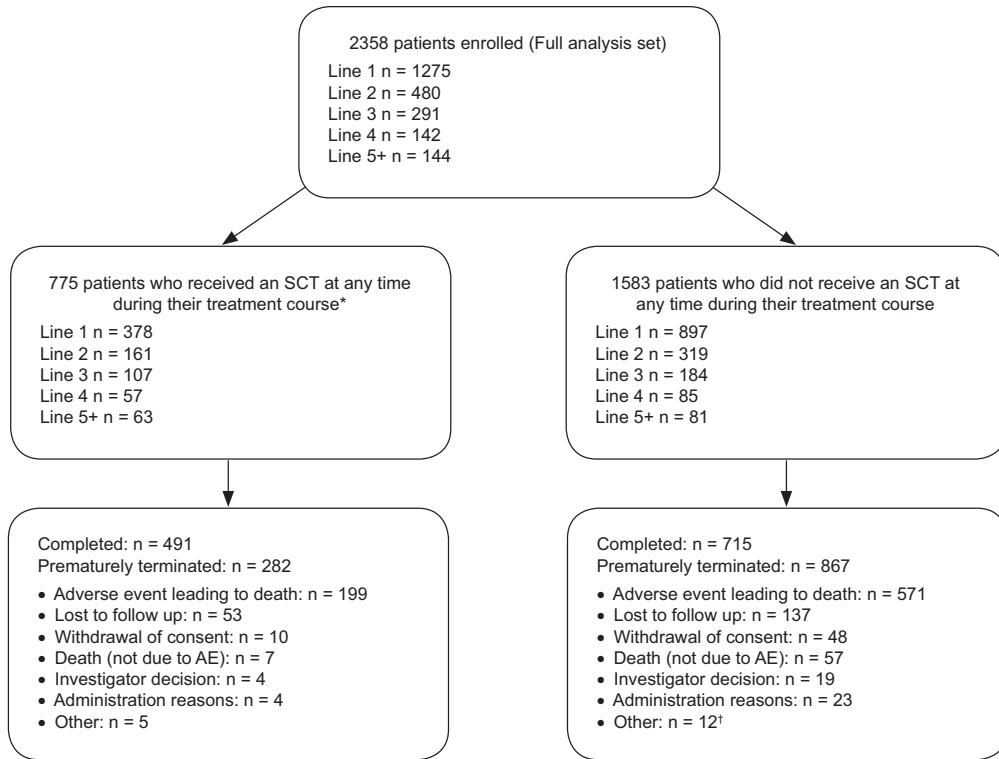 2358 patients enrolled (Full analysis set)
Line 1 n = 1275
Line 2 n = 480
Line 3 n = 291
Line 4 n = 142
Line 5+ n = 144
775 patients who received an SCT at any time
during their treatment course*
Line 1 n = 378
Line 2 n = 161
Line 3 n = 107
Line 4 n = 57
Line 5+ n = 63
1583 patients who did not receive an SCT at
any time during their treatment course
Line 1 n = 897
Line 2 n = 319
Line 3 n = 184
Line 4 n = 85
Line 5+ n = 81
Completed: n = 491
Prematurely terminated: n = 282
• Adverse event leading to death: n = 199
• Lost to follow up: n = 53
• Withdrawal of consent: n = 10
• Death (not due to AE): n = 7
• Investigator decision: n = 4
• Administration reasons: n = 4
• Other: n = 5
Completed: n = 715
Prematurely terminated: n = 867
• Adverse event leading to death: n = 571
• Lost to follow up: n = 137
• Withdrawal of consent: n = 48
• Death (not due to AE): n = 57
• Investigator decision: n = 19
• Administration reasons: n = 23
• Other: n = 12†